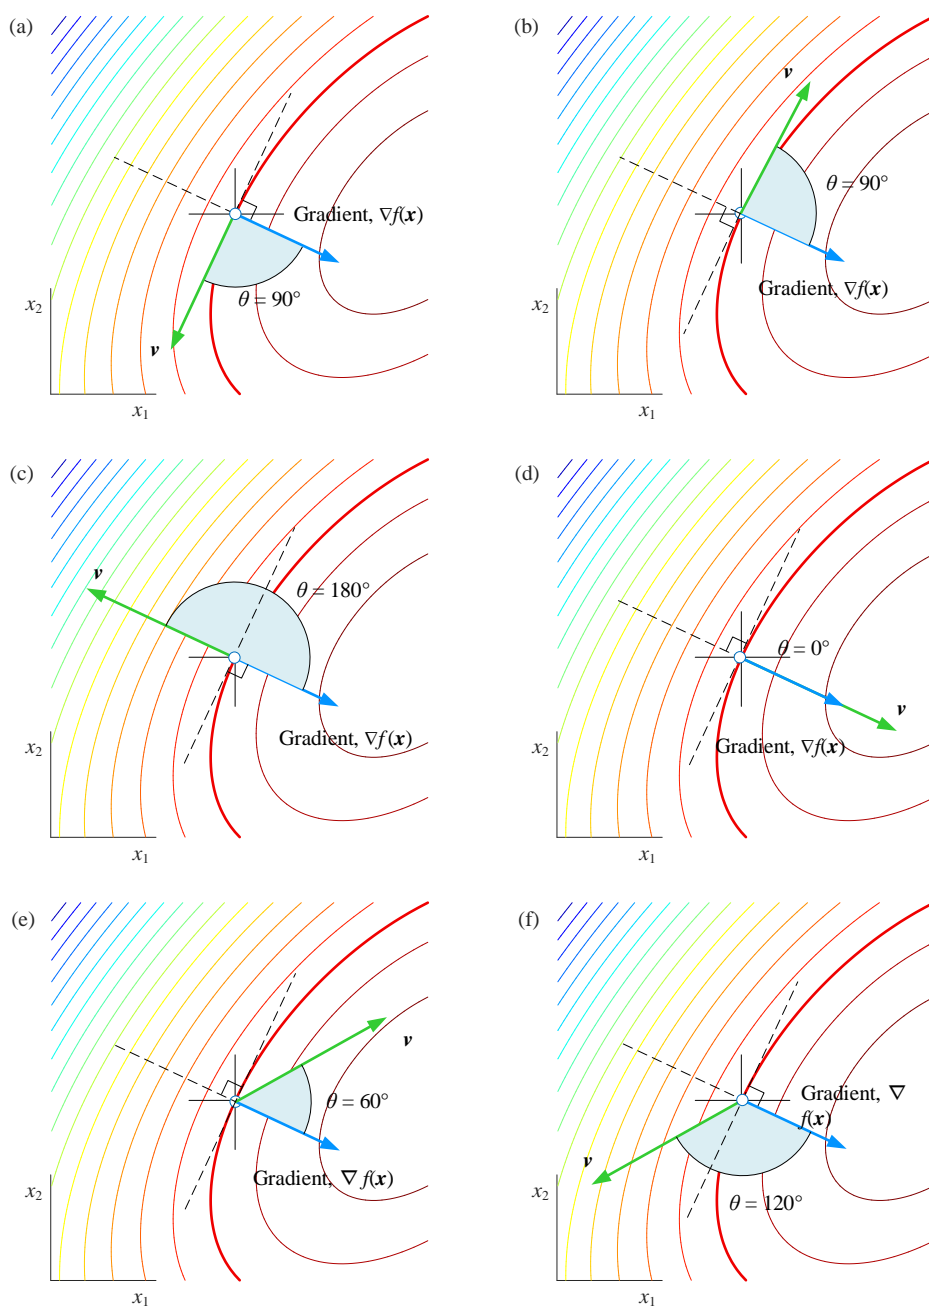 (a)
Gradient, ∇f(x)
θ = 90°
v
x2
x1
(b)
v
θ = 90°
Gradient, ∇f(x)
x2
x1
(c)
v
θ = 180°
Gradient, ∇f(x)
x2
x1
(d)
θ = 0°
v
Gradient, ∇f(x)
x2
x1
(e)
v
θ = 60°
Gradient, ∇ f(x)
x2
x1
(f)
Gradient, ∇
f(x)
v
θ = 120°
x2
x1